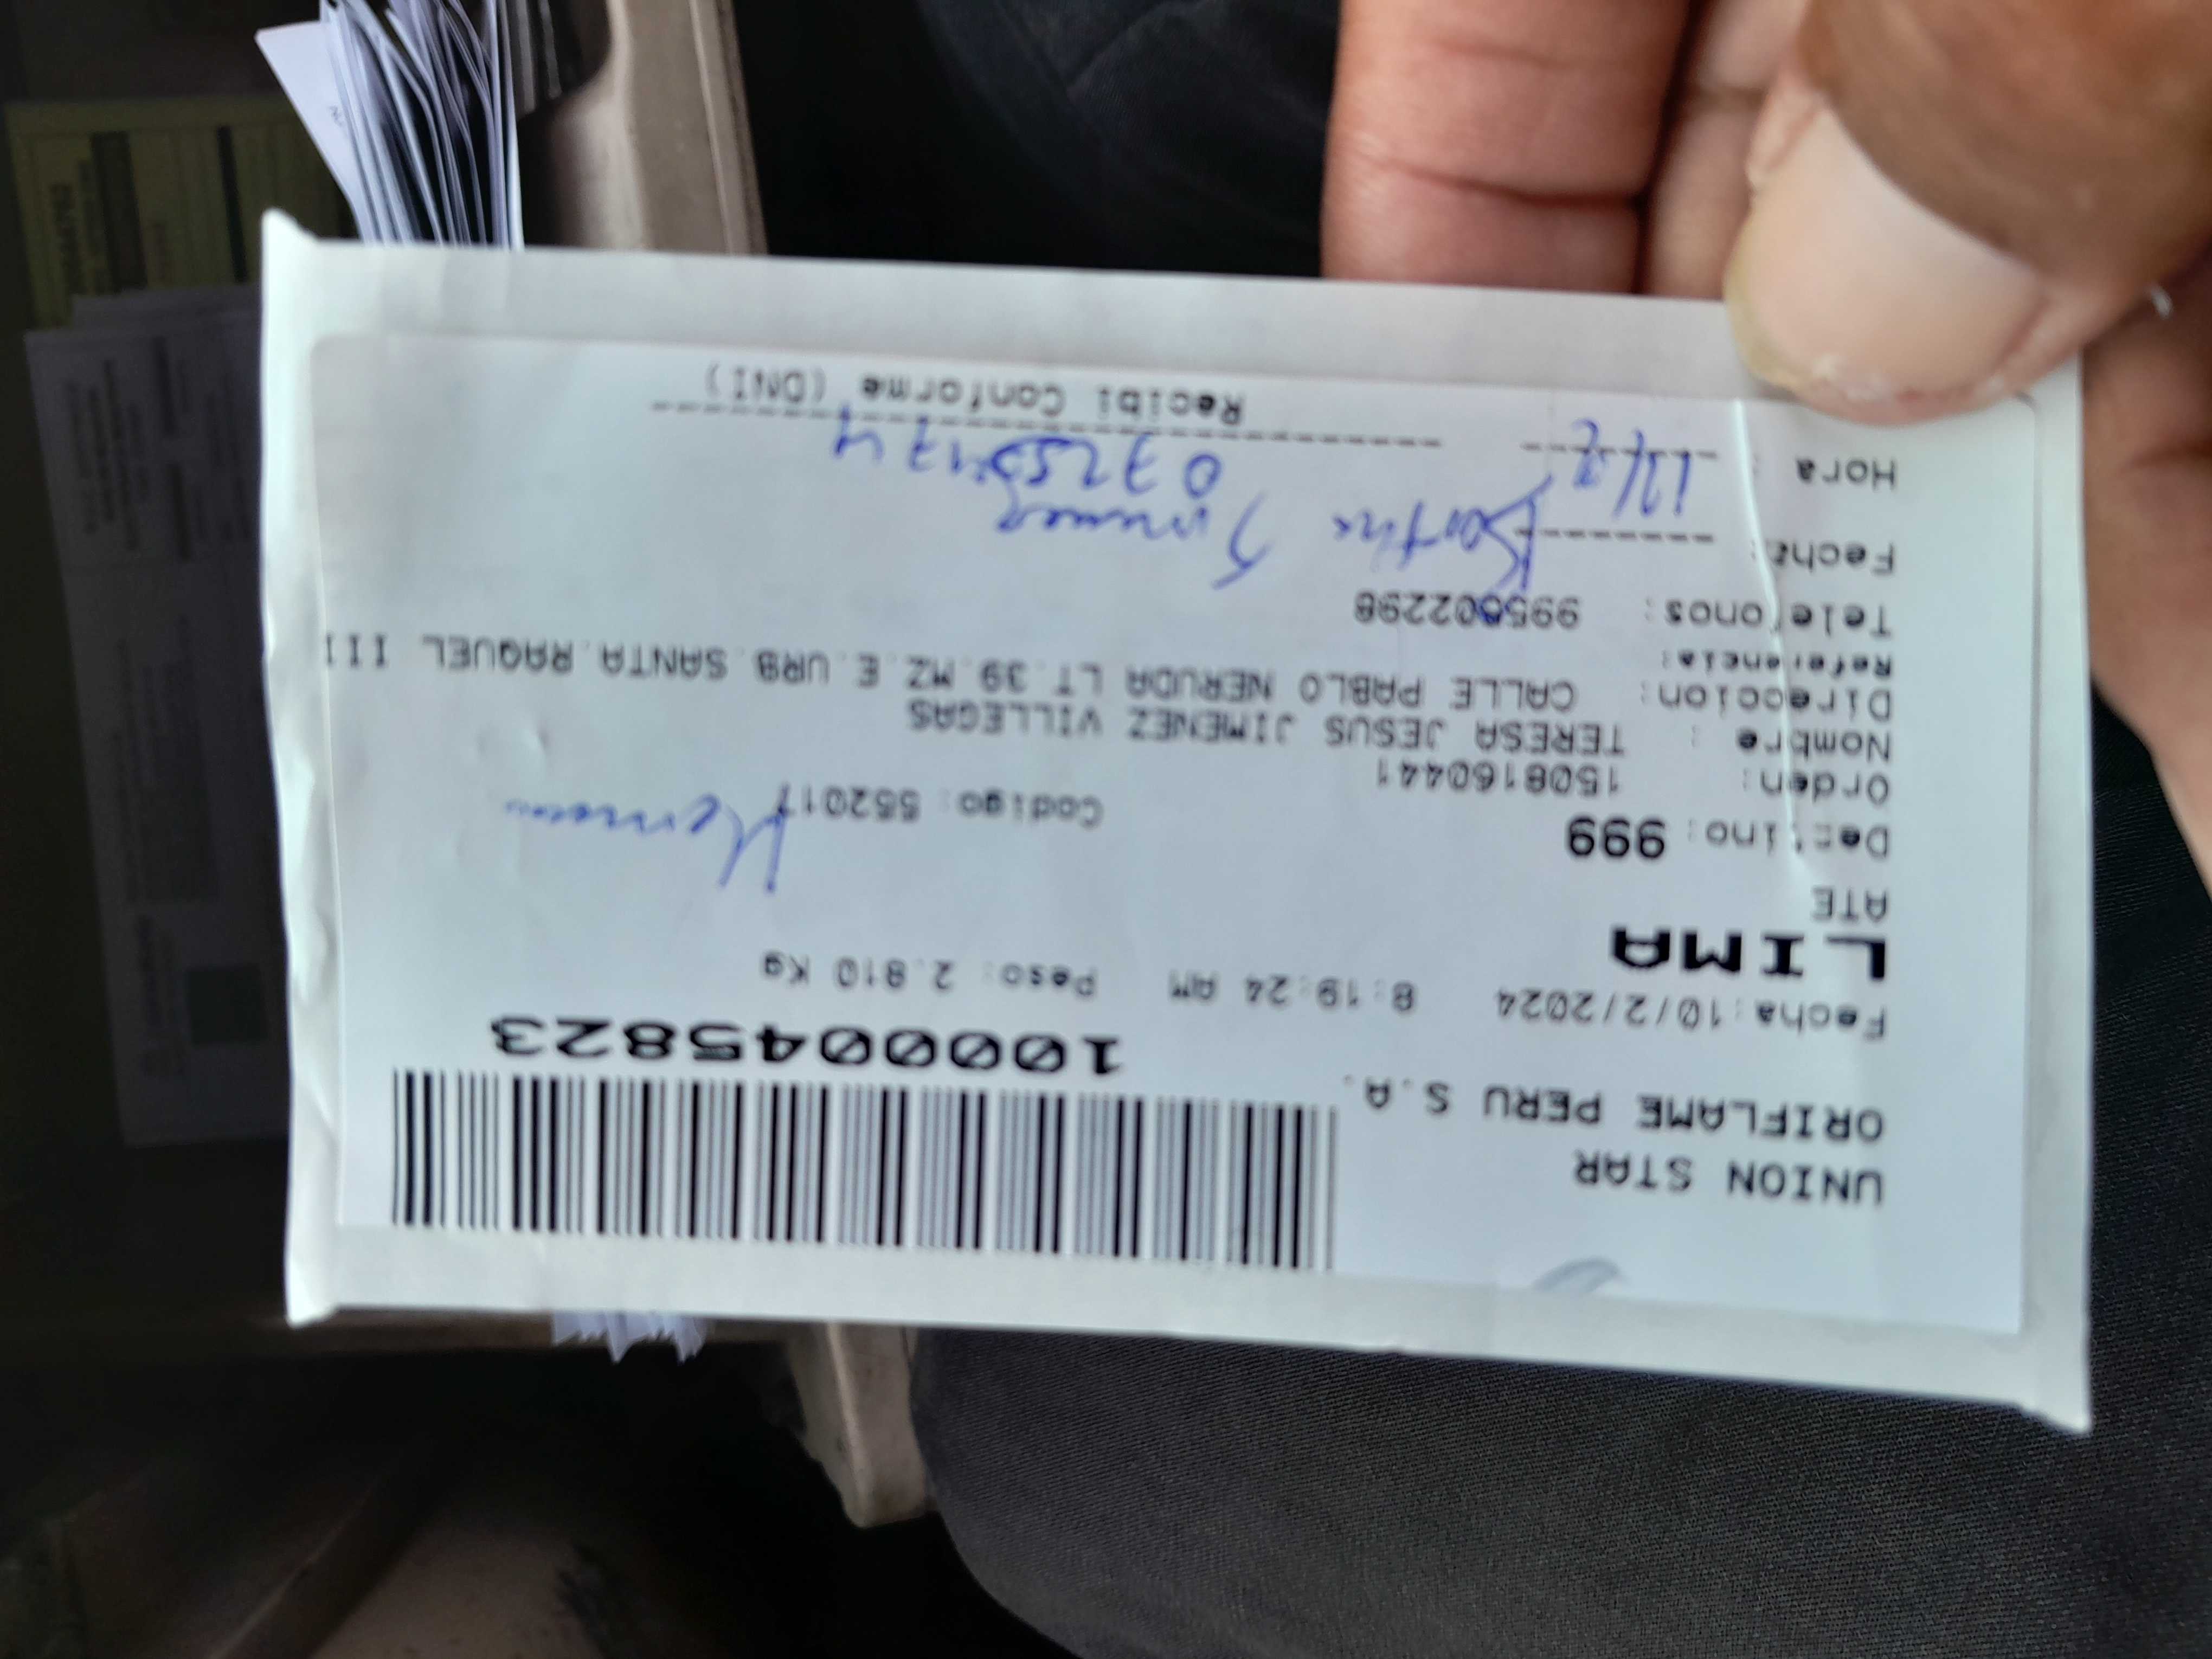 UNION STAR
ORIFLAME PERU S.A.
1000045823
Fecha:10/2/2024 8:19:24 AM Peso: 2.810 Kg
LIMA
ATE
Destino: 999
Orden: 1508160441 Codigo: 552017
Nombre : TERESA JESUS JIMENEZ VILLEGAS
Direccion: CALLE PABLO NERUDA LT.39.MZ.E.URB.SANTA.RAQUEL III
Referencia:
Telefonos: 995502298
Fecha:
Hora :
Recibi Conforme (DNI)